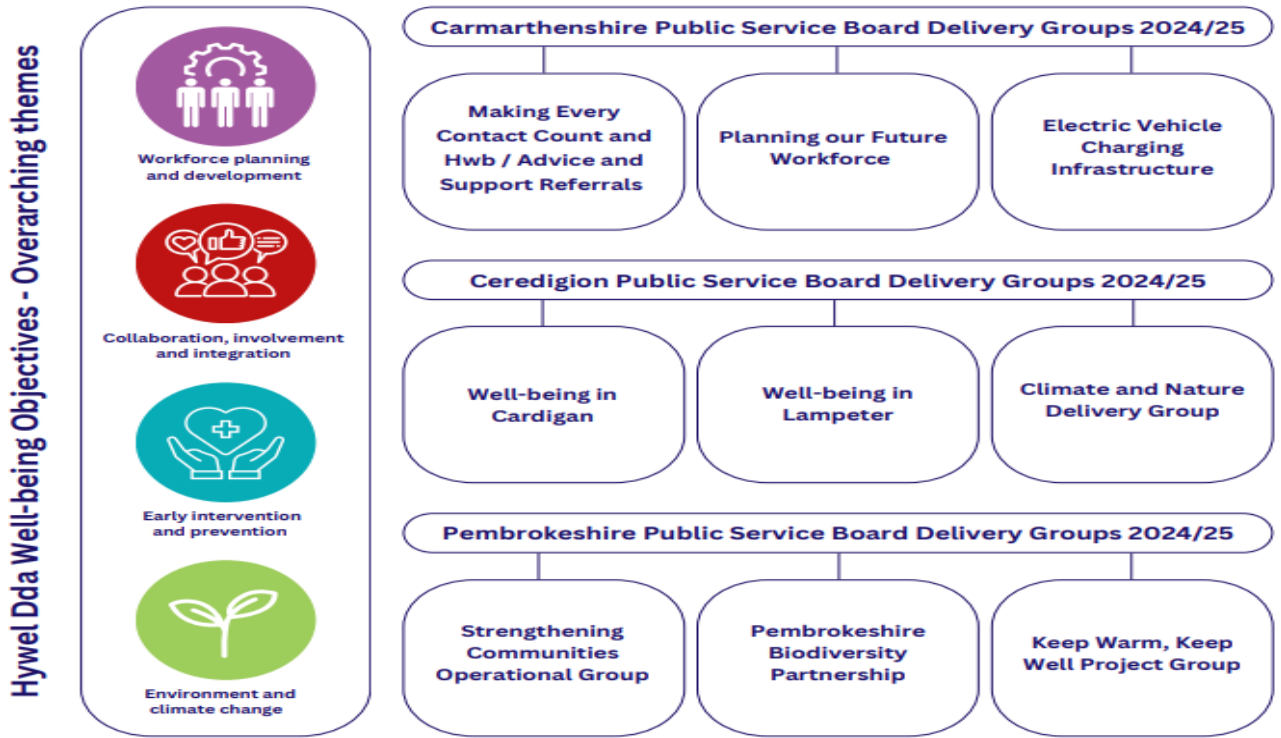 Hywel Dda Well-being Objectives - Overarching themes
Workforce planning
and development
Collaboration, involvement
and integration
Early intervention
and prevention
Environment and
climate change
Carmarthenshire Public Service Board Delivery Groups 2024/25
Making Every
Contact Count and
Hwb / Advice and
Support Referrals
Planning our Future
Workforce
Electric Vehicle
Charging
Infrastructure
Ceredigion Public Service Board Delivery Groups 2024/25
Well-being in
Cardigan
Well-being in
Lampeter
Climate and Nature
Delivery Group
Pembrokeshire Public Service Board Delivery Groups 2024/25
Strengthening
Communities
Operational Group
Pembrokeshire
Biodiversity
Partnership
Keep Warm, Keep
Well Project Group